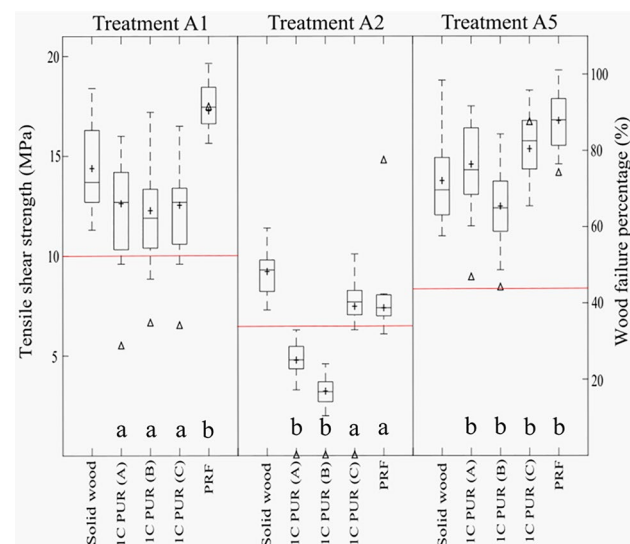 Treatment A1 Treatment A2 Treatment A5
Tensile shear strength (MPa)
20
15
10
5
Wood failure percentage (%)
100
80
60
40
20
a a a b
b b a a
b b b b
Solid wood
1C PUR (A)
1C PUR (B)
1C PUR (C)
PRF
Solid wood
1C PUR (A)
1C PUR (B)
1C PUR (C)
PRF
Solid wood
1C PUR (A)
1C PUR (B)
1C PUR (C)
PRF